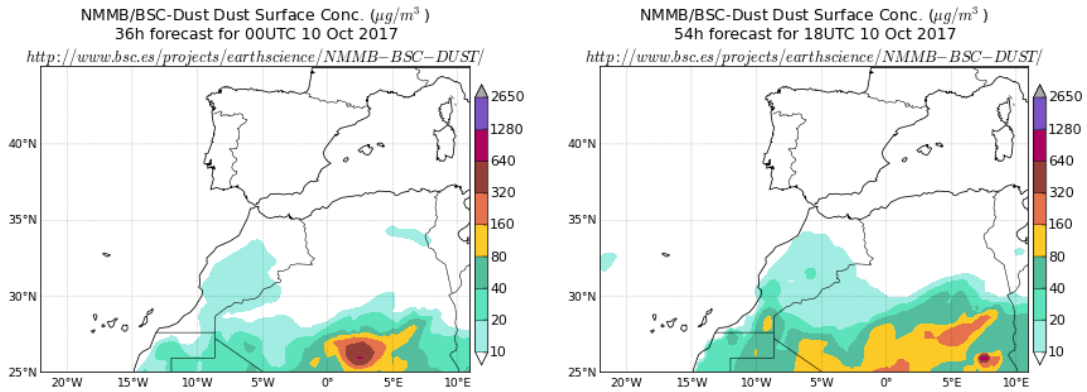 NMMB/BSC-Dust Dust Surface Conc. (μg/m³ )
36h forecast for 00UTC 10 Oct 2017
http://www.bsc.es/projects/earthscience/NMMB−BSC−DUST/
40°N
35°N
30°N
25°N
20°W
15°W
10°W
5°W
0°
5°E
10°E
2650
1280
640
320
160
80
40
20
10
NMMB/BSC-Dust Dust Surface Conc. (μg/m³ )
54h forecast for 18UTC 10 Oct 2017
http://www.bsc.es/projects/earthscience/NMMB−BSC−DUST/
40°N
35°N
30°N
25°N
20°W
15°W
10°W
5°W
0°
5°E
10°E
2650
1280
640
320
160
80
40
20
10